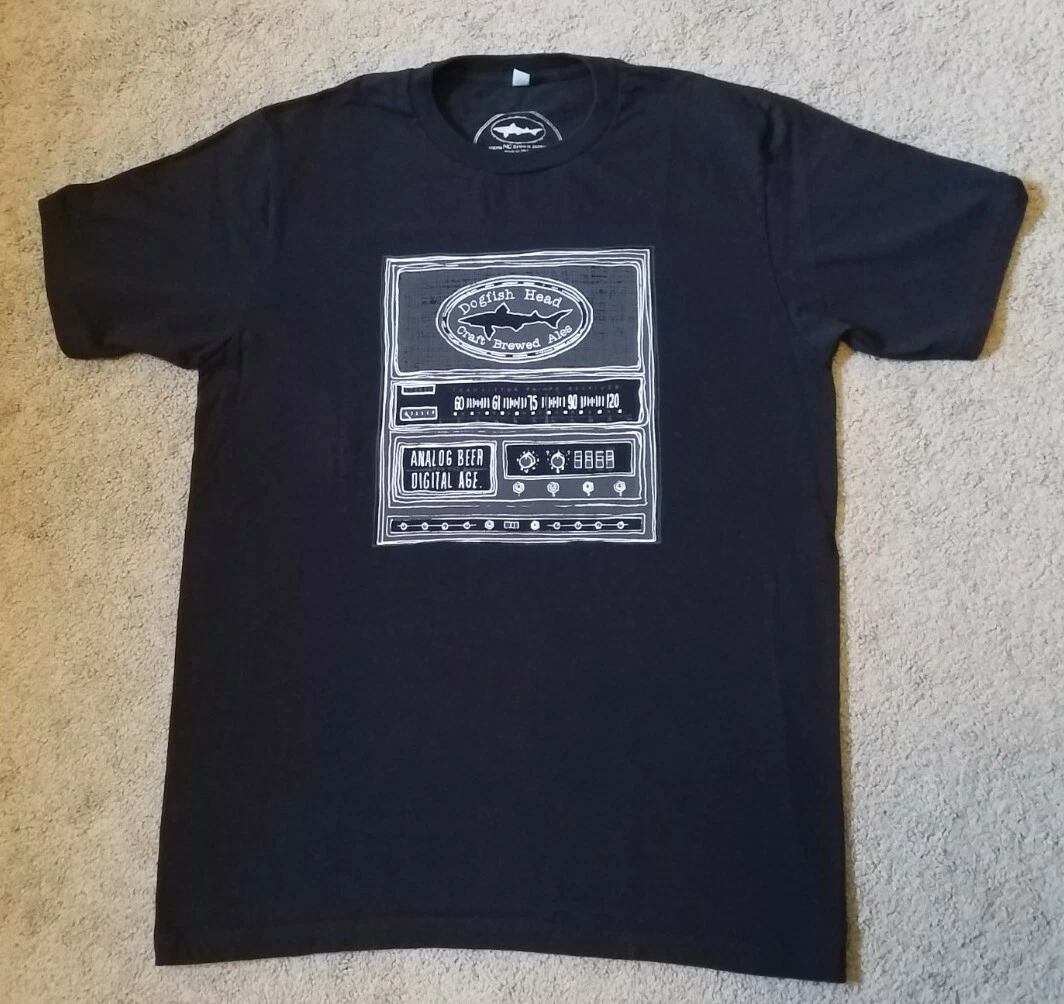 Dogfish Head
Craft Brewed Ales
60 61 75 90 120
ANALOG BEER
DIGITAL AGE.